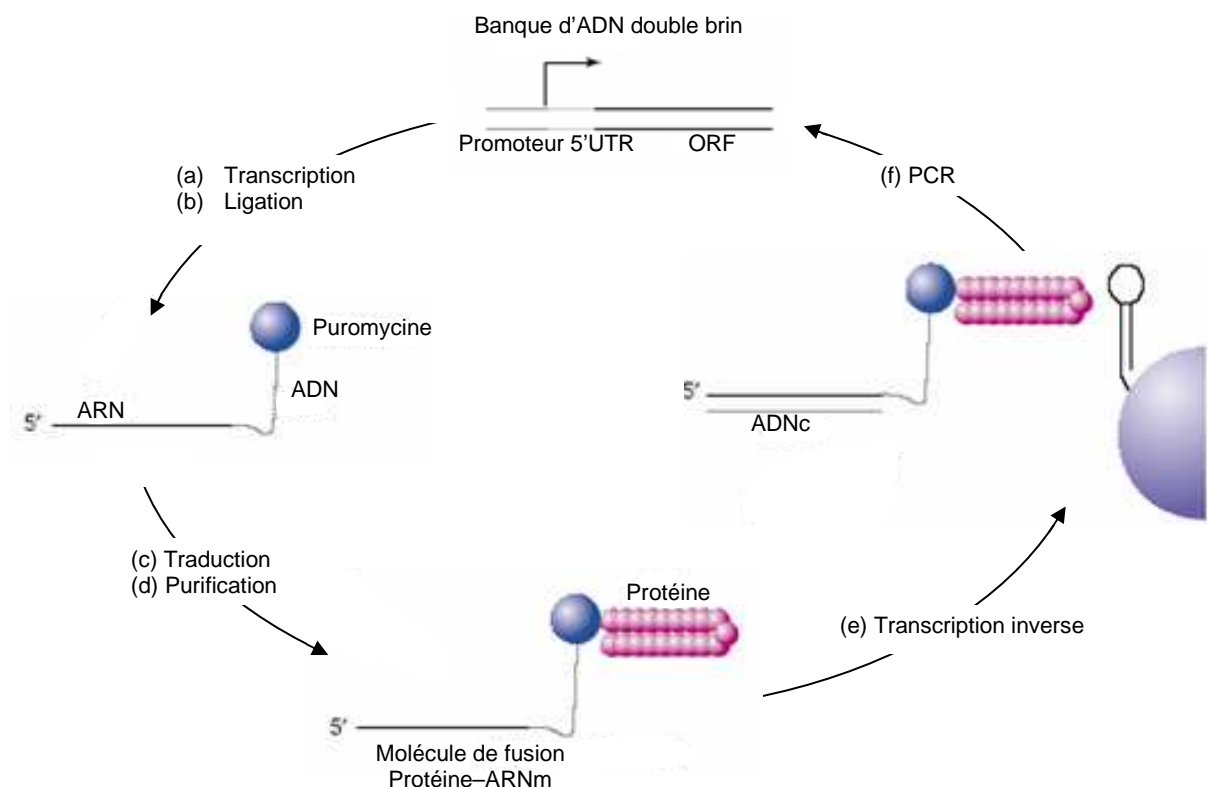 Banque d'ADN double brin
Promoteur 5'UTR ORF
(a) Transcription
(b) Ligation
(f) PCR
Puromycine
ADN
ARN
5'
5'
ADNc
(c) Traduction
(d) Purification
Protéine
(e) Transcription inverse
5'
Molécule de fusion
Protéine–ARNm